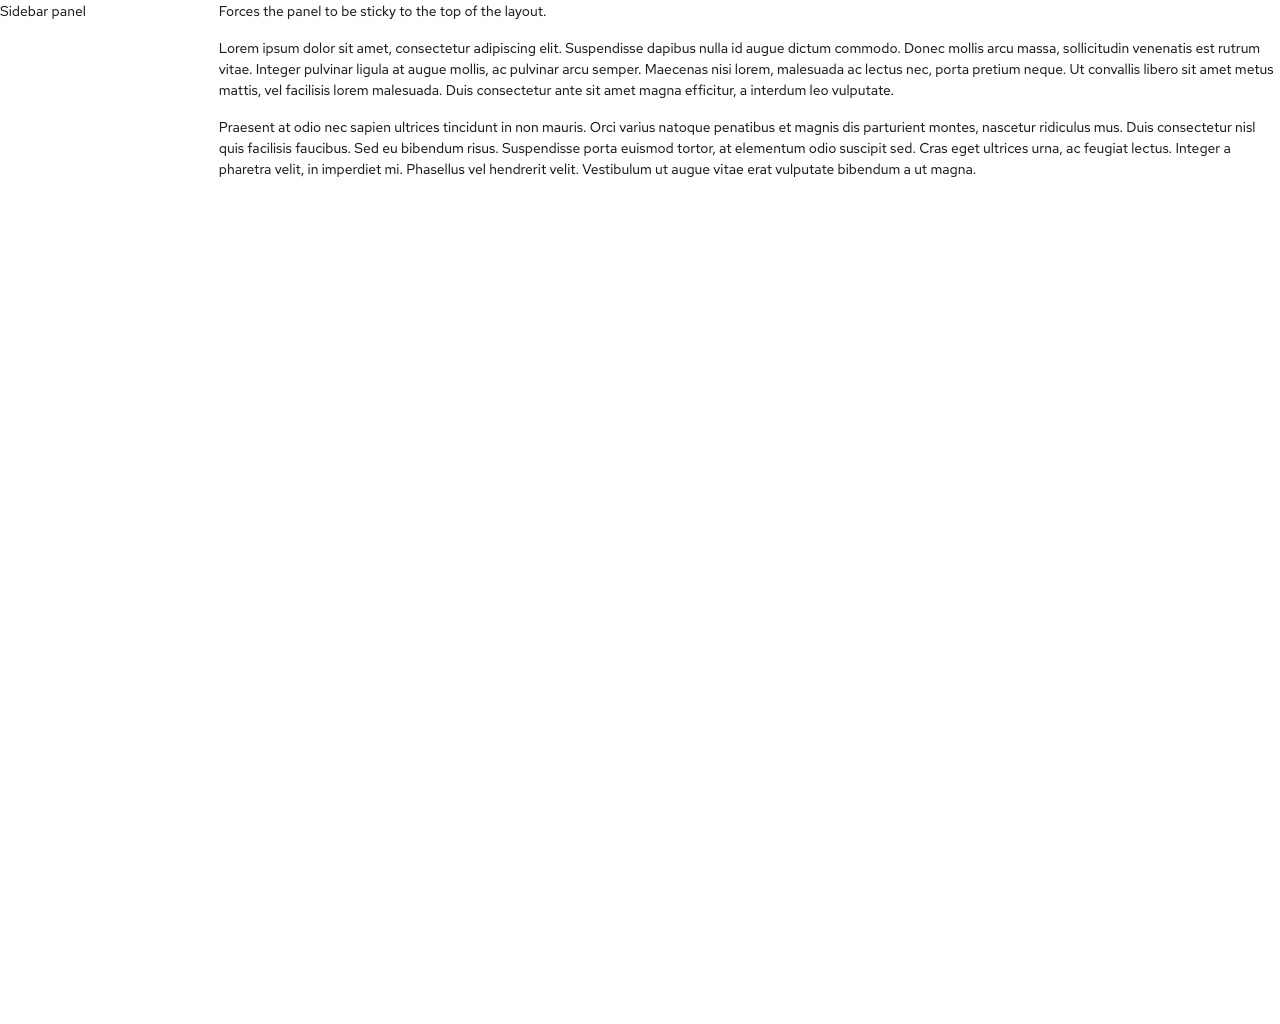 Sidebar panel
Forces the panel to be sticky to the top of the layout.
Lorem ipsum dolor sit amet, consectetur adipiscing elit. Suspendisse dapibus nulla id augue dictum commodo. Donec mollis arcu massa, sollicitudin venenatis est rutrum
vitae. Integer pulvinar ligula at augue mollis, ac pulvinar arcu semper. Maecenas nisi lorem, malesuada ac lectus nec, porta pretium neque. Ut convallis libero sit amet metus
mattis, vel facilisis lorem malesuada. Duis consectetur ante sit amet magna efficitur, a interdum leo vulputate.
Praesent at odio nec sapien ultrices tincidunt in non mauris. Orci varius natoque penatibus et magnis dis parturient montes, nascetur ridiculus mus. Duis consectetur nisl
quis facilisis faucibus. Sed eu bibendum risus. Suspendisse porta euismod tortor, at elementum odio suscipit sed. Cras eget ultrices urna, ac feugiat lectus. Integer a
pharetra velit, in imperdiet mi. Phasellus vel hendrerit velit. Vestibulum ut augue vitae erat vulputate bibendum a ut magna.